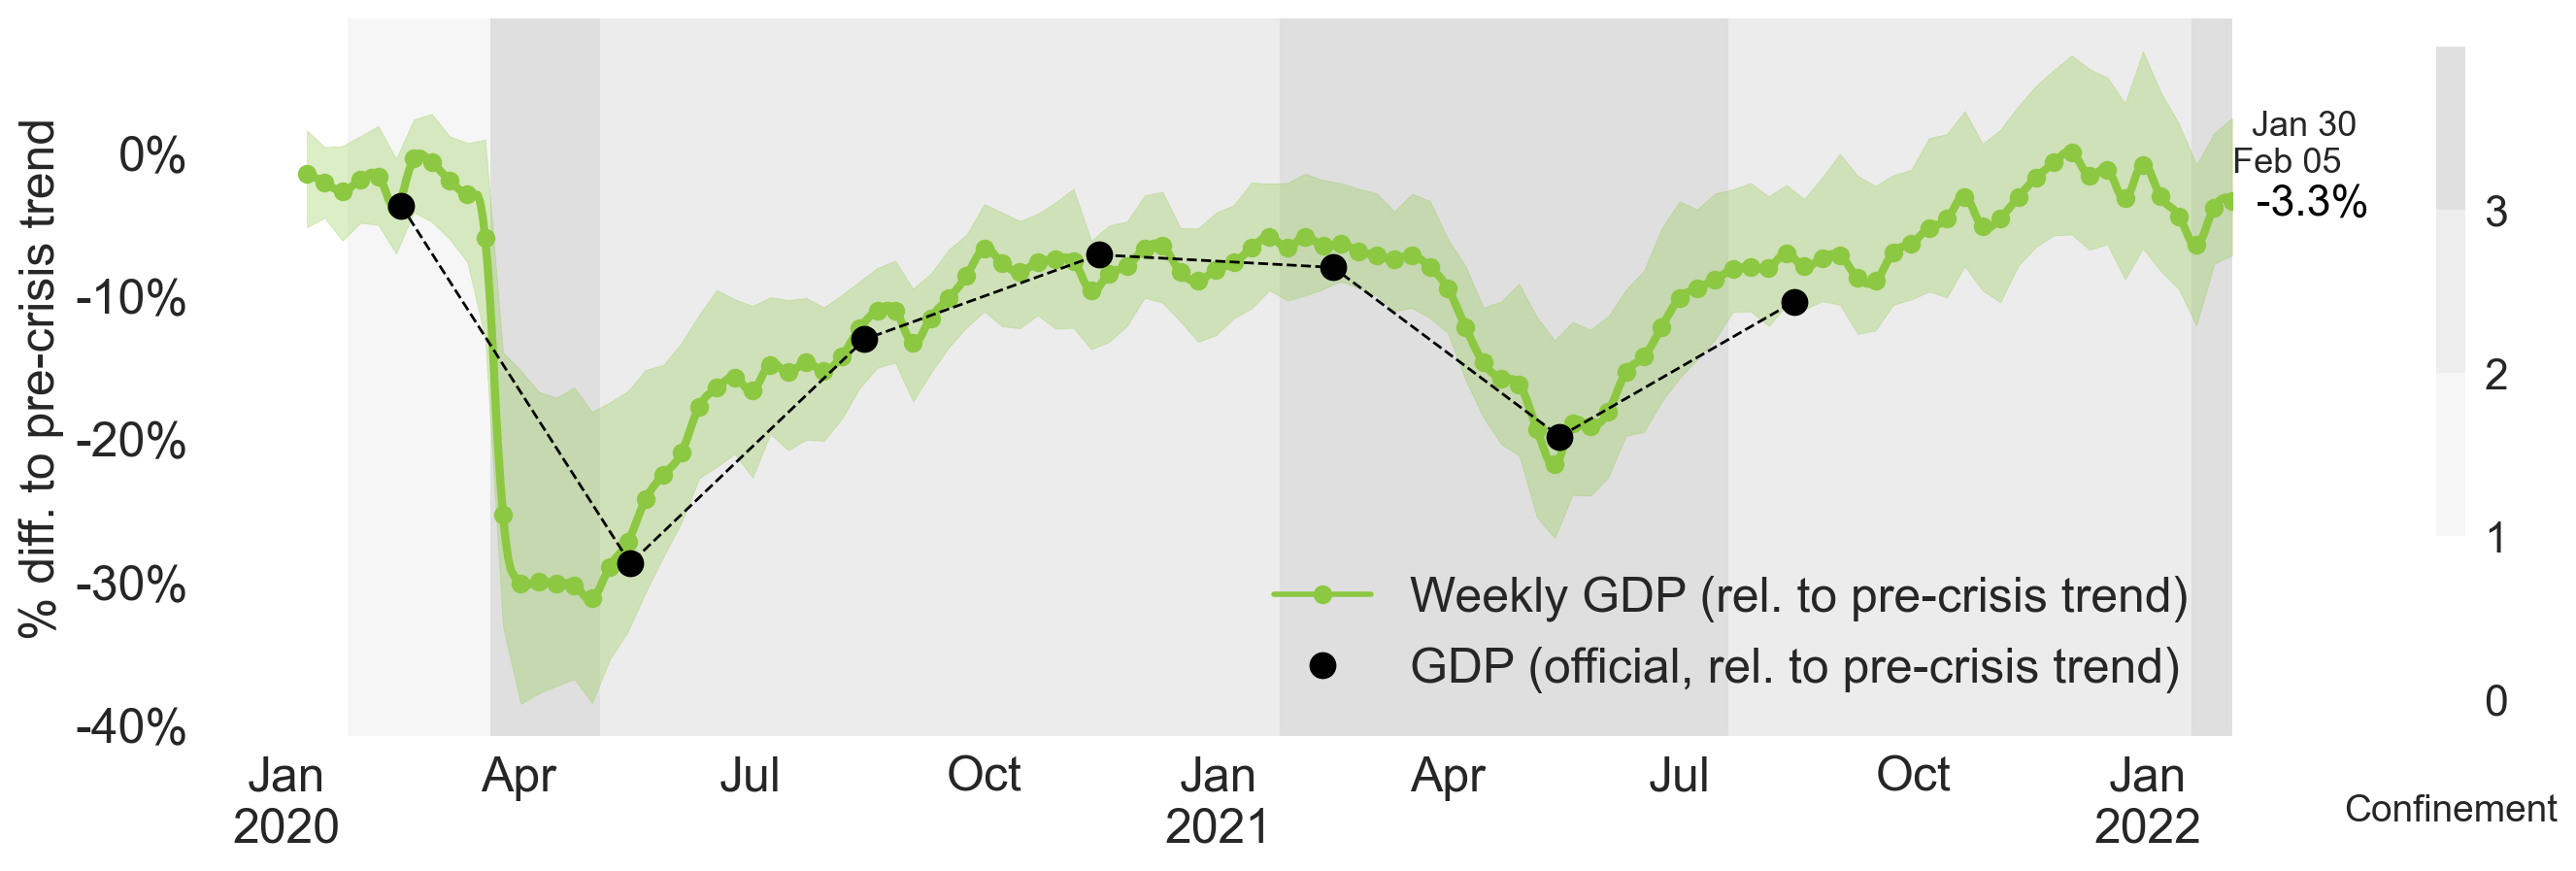 % diff. to pre-crisis trend
0%
-10%
-20%
-30%
-40%
Jan
2020
Apr
Jul
Oct
Jan
2021
Apr
Jul
Oct
Jan
2022
Weekly GDP (rel. to pre-crisis trend)
GDP (official, rel. to pre-crisis trend)
Jan 30
Feb 05
-3.3%
3
2
1
0
Confinement